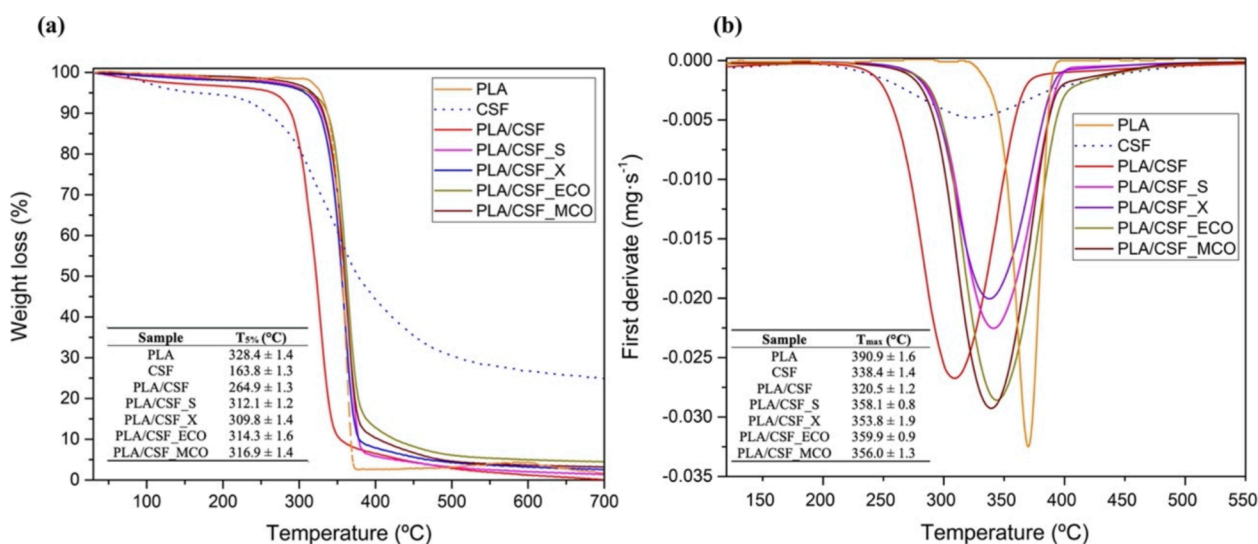 (a)
Weight loss (%)
100
90
80
70
60
50
40
30
20
10
0
PLA
CSF
PLA/CSF
PLA/CSF_S
PLA/CSF_X
PLA/CSF_ECO
PLA/CSF_MCO
Sample T5% (°C)
PLA 328.4 ± 1.4
CSF 163.8 ± 1.3
PLA/CSF 264.9 ± 1.3
PLA/CSF_S 312.1 ± 1.2
PLA/CSF_X 309.8 ± 1.4
PLA/CSF_ECO 314.3 ± 1.6
PLA/CSF_MCO 316.9 ± 1.4
100 200 300 400 500 600 700
Temperature (ºC)
(b)
First derivate (mg·s-1)
0.000
-0.005
-0.010
-0.015
-0.020
-0.025
-0.030
-0.035
PLA
CSF
PLA/CSF
PLA/CSF_S
PLA/CSF_X
PLA/CSF_ECO
PLA/CSF_MCO
Sample Tmax (°C)
PLA 390.9 ± 1.6
CSF 338.4 ± 1.4
PLA/CSF 320.5 ± 1.2
PLA/CSF_S 358.1 ± 0.8
PLA/CSF_X 353.8 ± 1.9
PLA/CSF_ECO 359.9 ± 0.9
PLA/CSF_MCO 356.0 ± 1.3
150 200 250 300 350 400 450 500 550
Temperature (ºC)